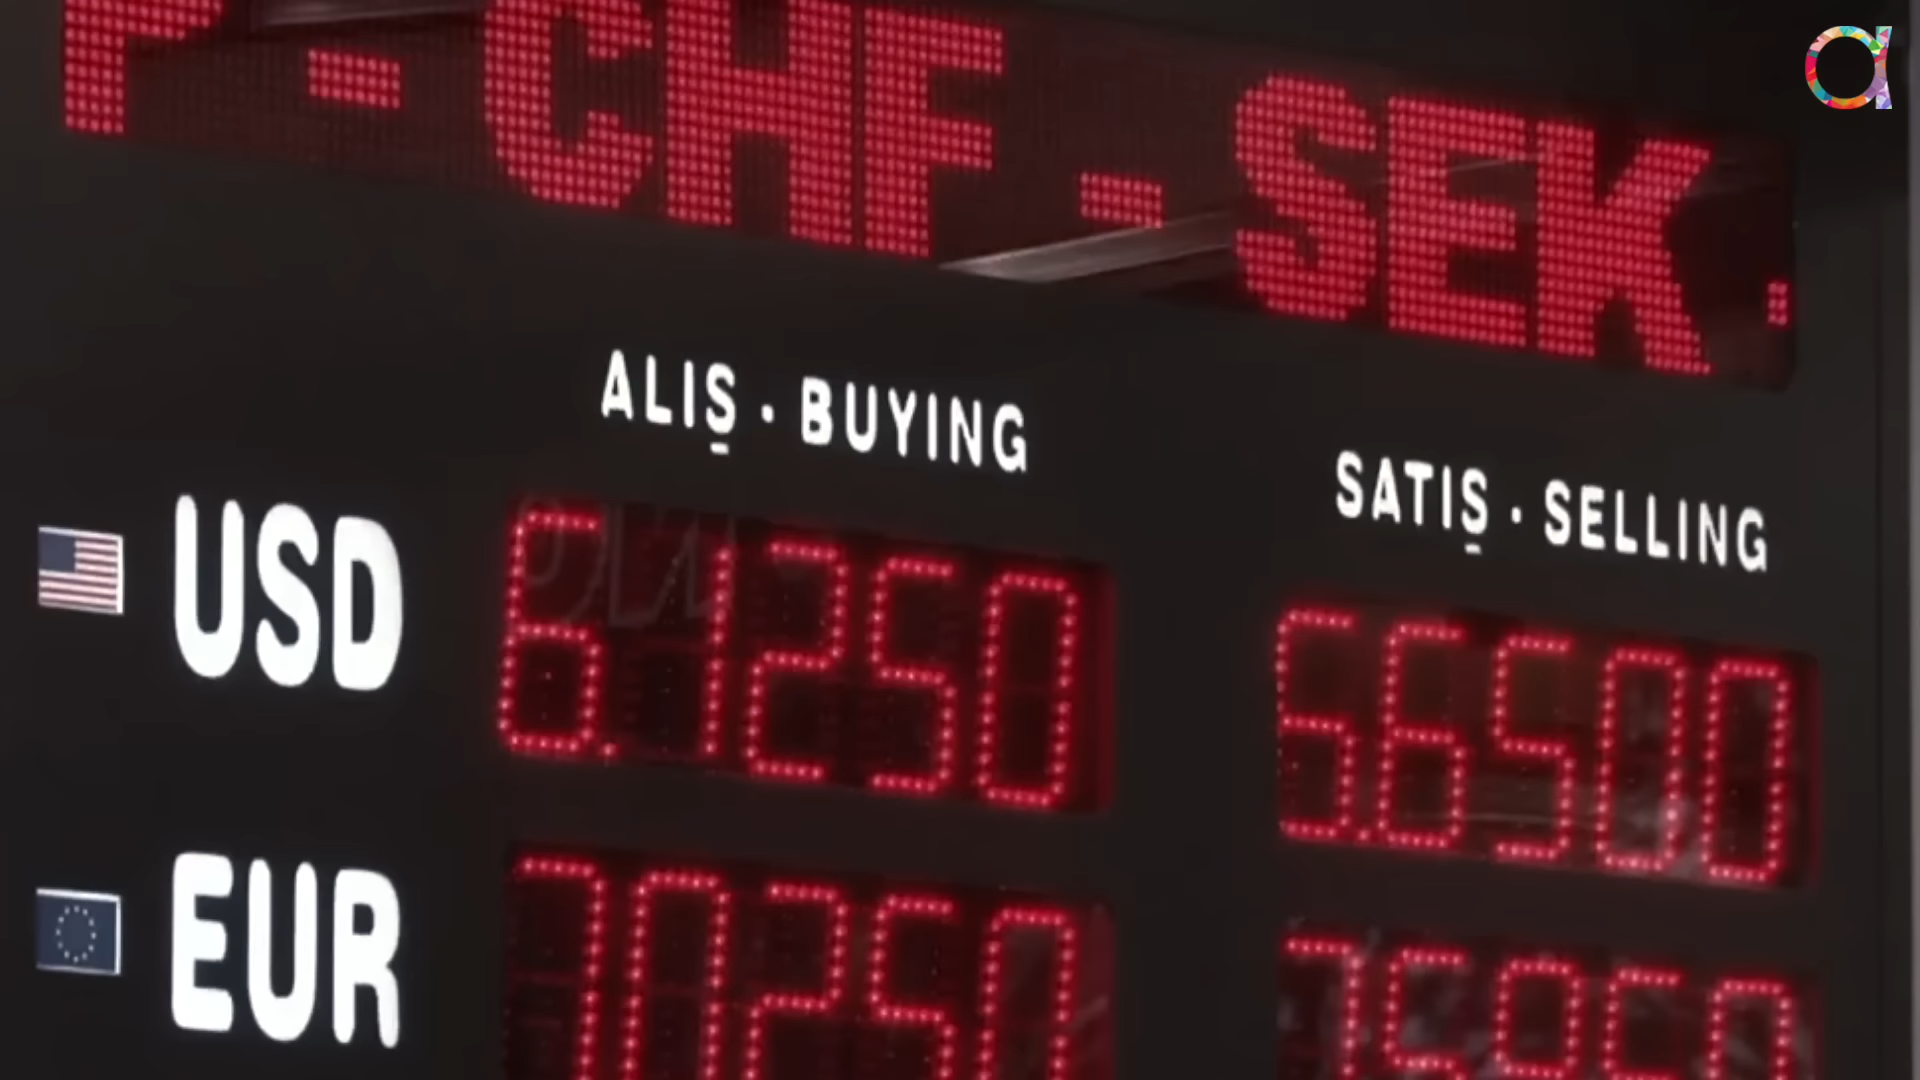 - CHF - SEK
ALIŞ · BUYING
SATIŞ · SELLING
USD
6.1250
5.6500
EUR